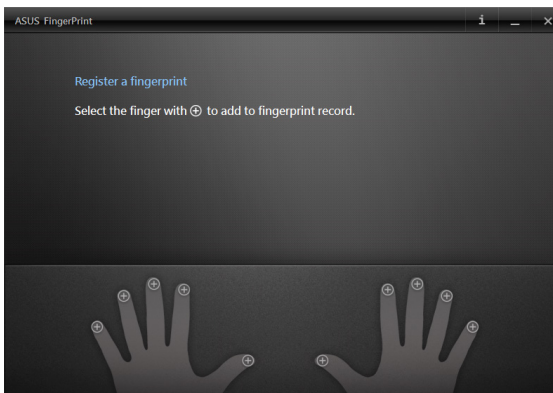 ASUS FingerPrint
Register a fingerprint
Select the finger with ⊕ to add to fingerprint record.